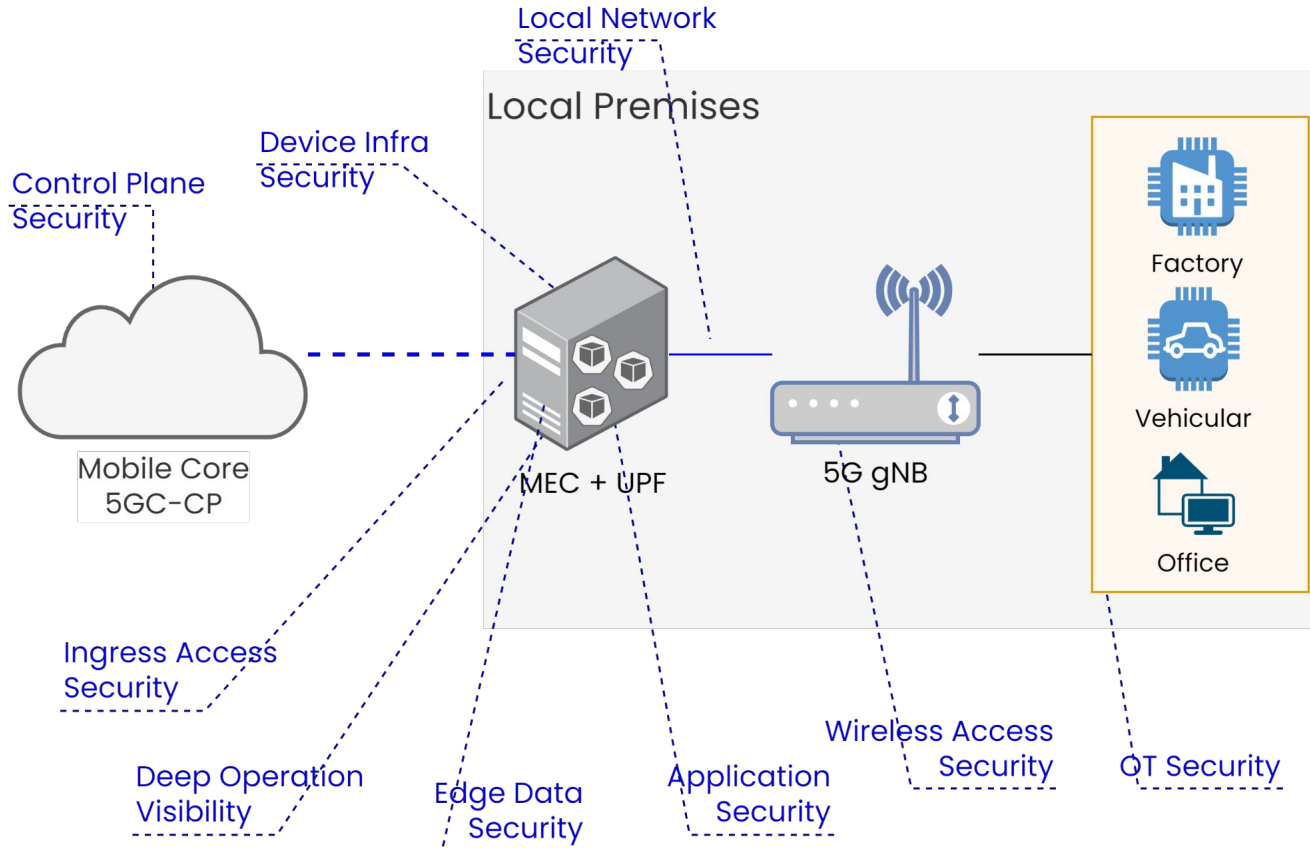 Local Network
Security
Local Premises
Device Infra
Security
Control Plane
Security
Factory
Vehicular
Mobile Core
5GC-CP
MEC + UPF
5G gNB
Office
Ingress Access
Security
Deep Operation
Visibility
Edge Data
Security
Application
Security
Wireless Access
Security
OT Security